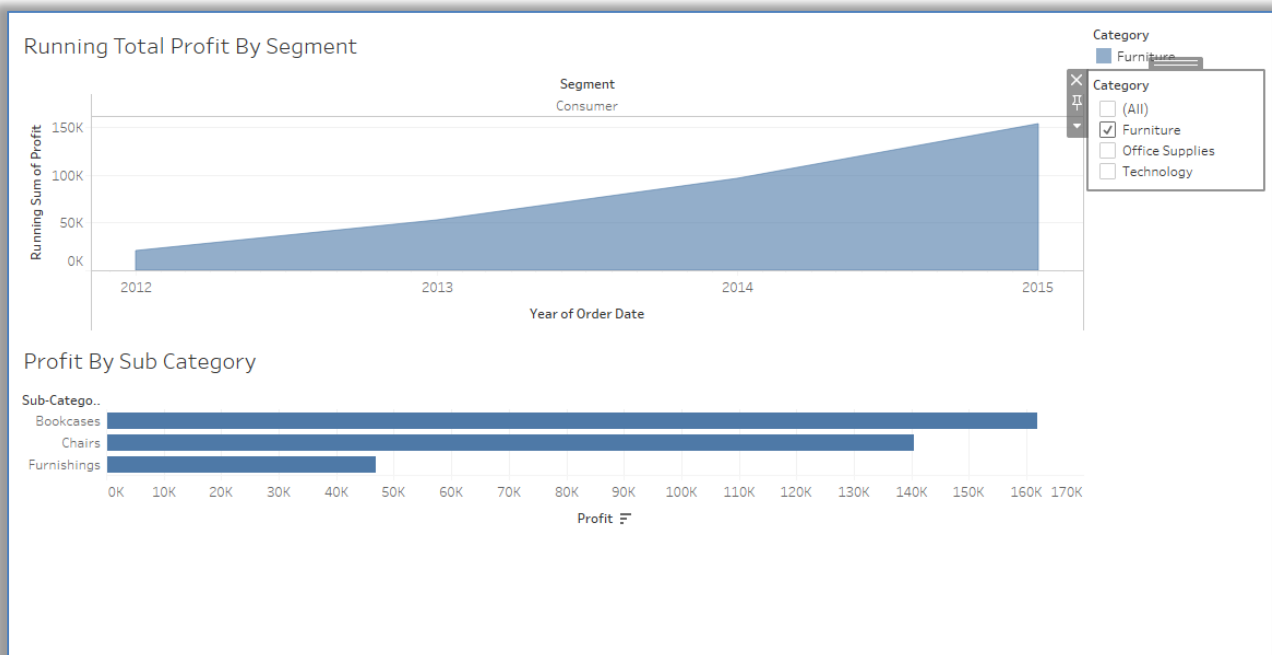 Running Total Profit By Segment
Category
Furniture
Segment
Consumer
Category
(All)
Furniture
Office Supplies
Technology
Running Sum of Profit
150K
100K
50K
0K
2012 2013 2014 2015
Year of Order Date
Profit By Sub Category
Sub-Catego..
Bookcases
Chairs
Furnishings
0K 10K 20K 30K 40K 50K 60K 70K 80K 90K 100K 110K 120K 130K 140K 150K 160K 170K
Profit